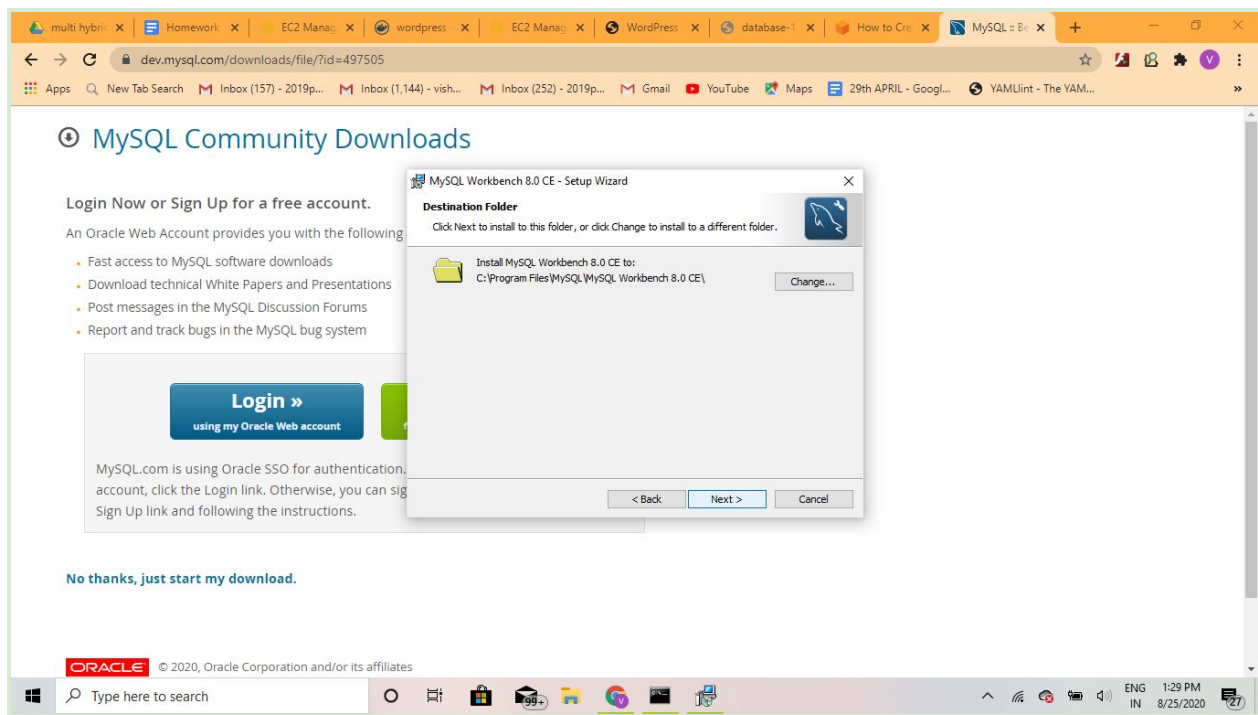 multi hybri
Homework
EC2 Manag
wordpress
EC2 Manag
WordPress
database-1
How to Cre
MySQL :: Be
dev.mysql.com/downloads/file/?id=497505
V
Apps
New Tab Search
Inbox (157) - 2019p...
Inbox (1,144) - vish...
Inbox (252) - 2019p...
Gmail
YouTube
Maps
29th APRIL - Googl...
YAMLlint - The YAM...
»
MySQL Community Downloads
Login Now or Sign Up for a free account.
An Oracle Web Account provides you with the following
• Fast access to MySQL software downloads
• Download technical White Papers and Presentations
• Post messages in the MySQL Discussion Forums
• Report and track bugs in the MySQL bug system
Login »
using my Oracle Web account
f
MySQL.com is using Oracle SSO for authentication.
account, click the Login link. Otherwise, you can sig
Sign Up link and following the instructions.
No thanks, just start my download.
ORACLE © 2020, Oracle Corporation and/or its affiliates
MySQL Workbench 8.0 CE - Setup Wizard
Destination Folder
Click Next to install to this folder, or click Change to install to a different folder.
Install MySQL Workbench 8.0 CE to:
C:\Program Files\MySQL\MySQL Workbench 8.0 CE\
Change...
< Back
Next >
Cancel
Type here to search
99+
V
ENG
IN
1:29 PM
8/25/2020
27